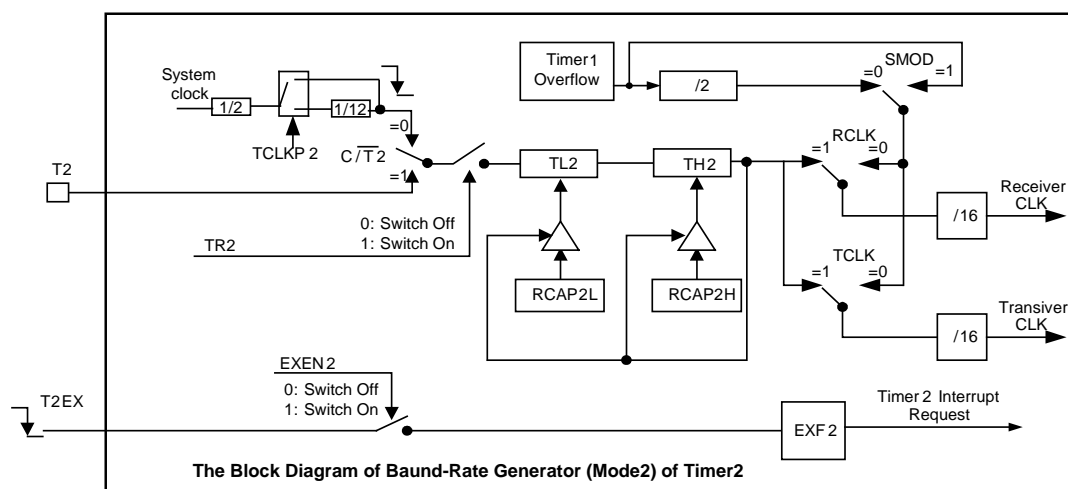 Timer1
Overflow
SMOD
=0
=1
/2
System
clock
1/2
1/12
=0
TCLKP 2
C/T̅2̅
=1
T2
TL2
TH2
RCLK
=1
=0
Receiver
CLK
/16
0: Switch Off
1: Switch On
TR2
TCLK
=1
=0
RCAP2L
RCAP2H
Transiver
CLK
/16
EXEN2
0: Switch Off
1: Switch On
T2EX
EXF2
Timer2 Interrupt
Request
The Block Diagram of Baund-Rate Generator (Mode2) of Timer2